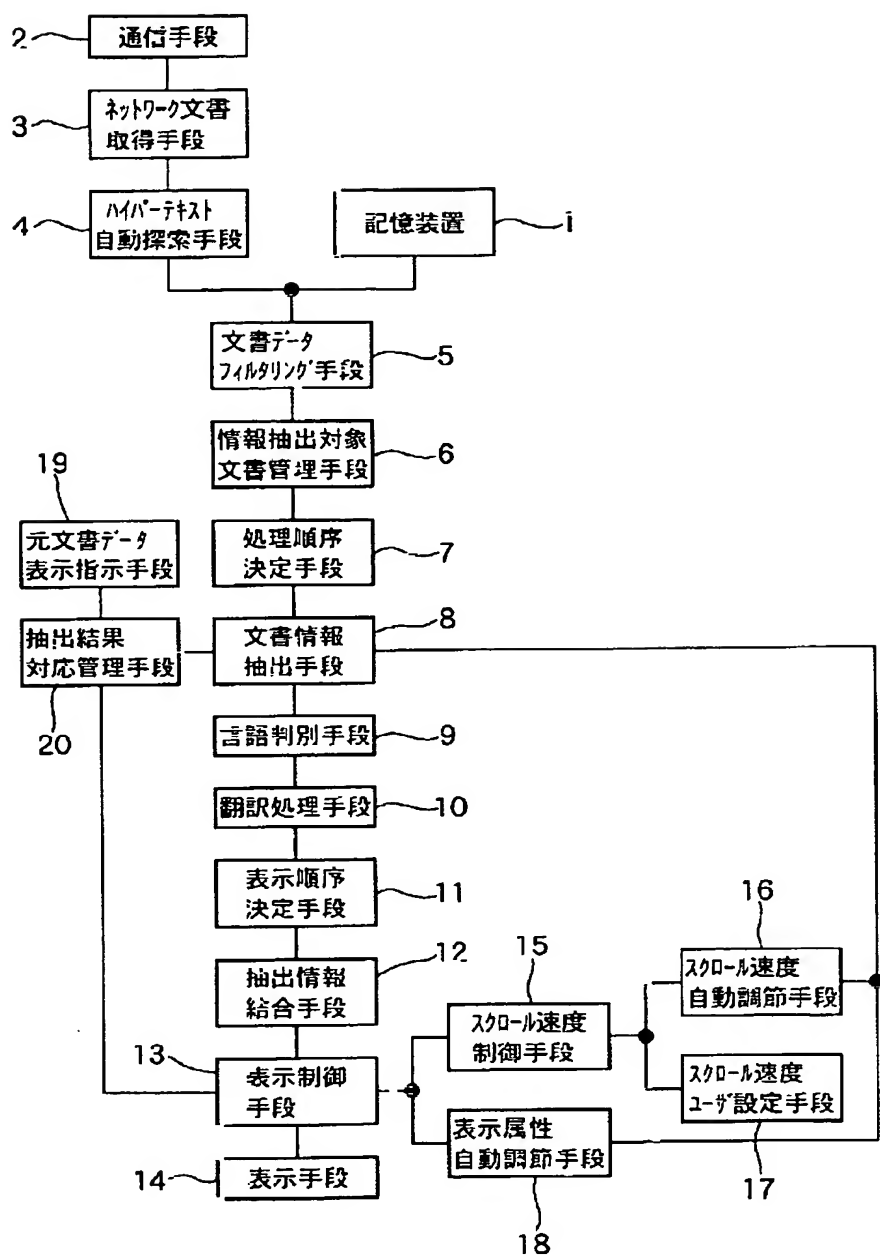 2
通信手段
3
ネットワーク文書
取得手段
4
ハイパーテキスト
自動探索手段
記憶装置
1
文書データ
フィルタリング手段
5
情報抽出対象
文書管理手段
6
19
元文書データ
表示指示手段
処理順序
決定手段
7
抽出結果
対応管理手段
20
文書情報
抽出手段
8
言語判別手段
9
翻訳処理手段
10
表示順序
決定手段
11
抽出情報
結合手段
12
13
表示制御
手段
表示手段
14
15
スクロール速度
制御手段
16
スクロール速度
自動調節手段
スクロール速度
ユーザ設定手段
17
表示属性
自動調節手段
18